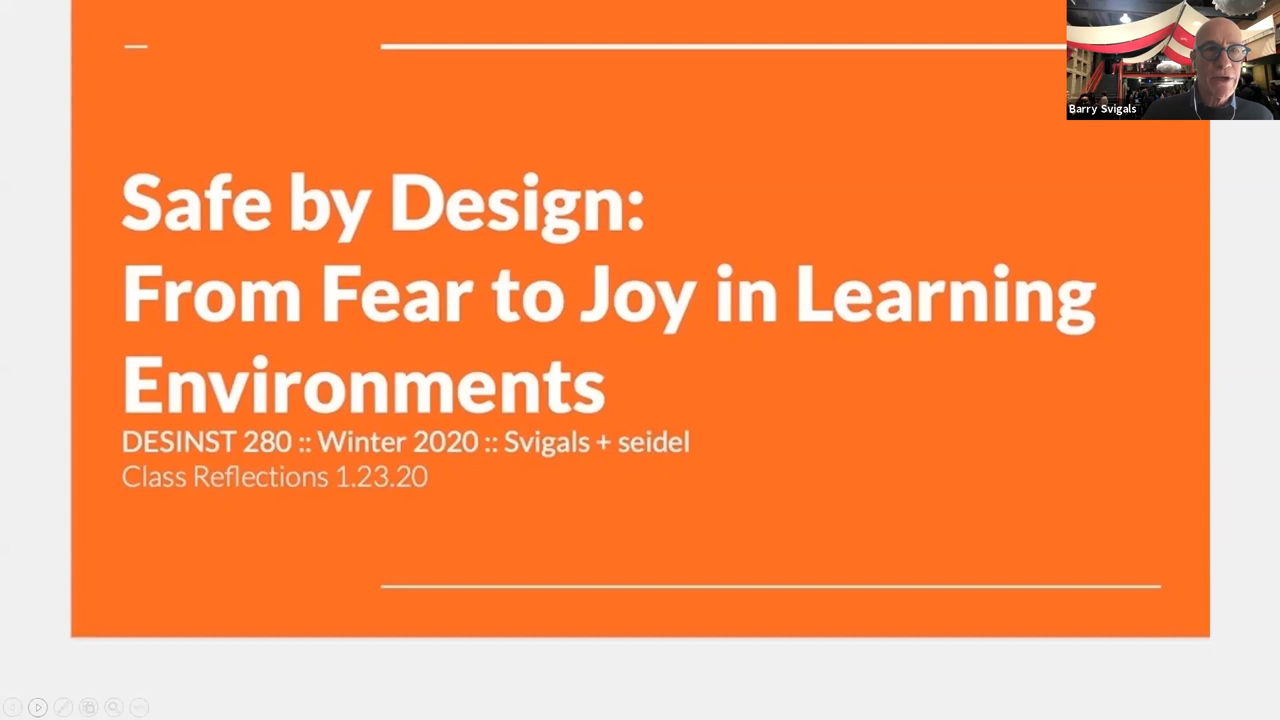 Barry Svigals
Safe by Design:
From Fear to Joy in Learning
Environments
DESINST 280 :: Winter 2020 :: Svigals + seidel
Class Reflections 1.23.20